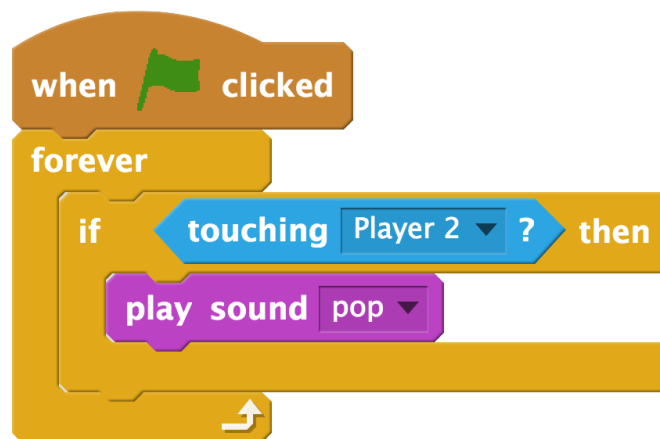 when clicked
forever
if touching Player 2 ? then
play sound pop